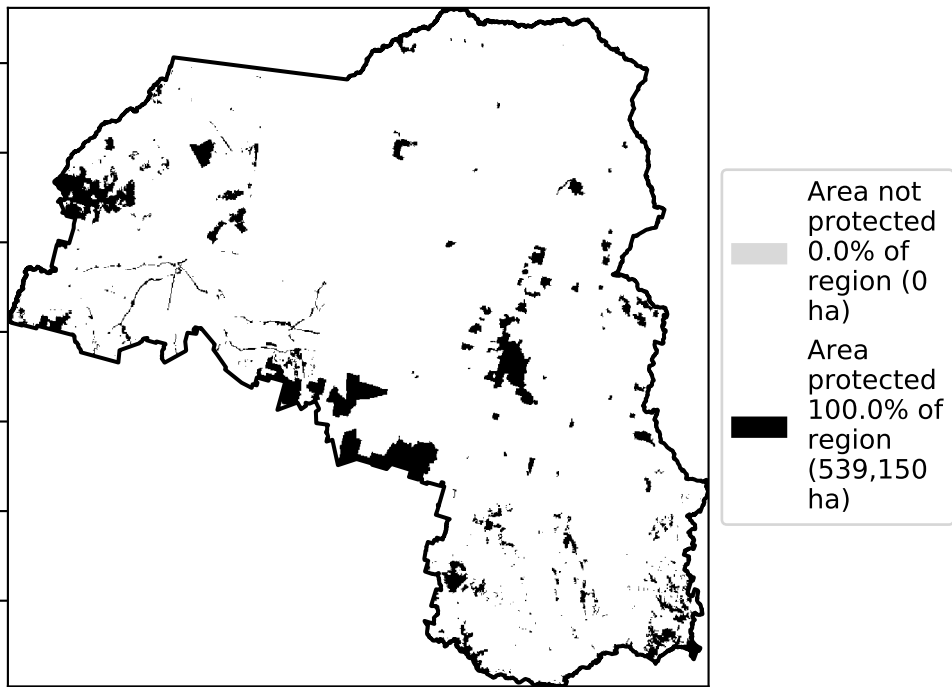 Area not
protected
0.0% of
region (0
ha)
Area
protected
100.0% of
region
(539,150
ha)